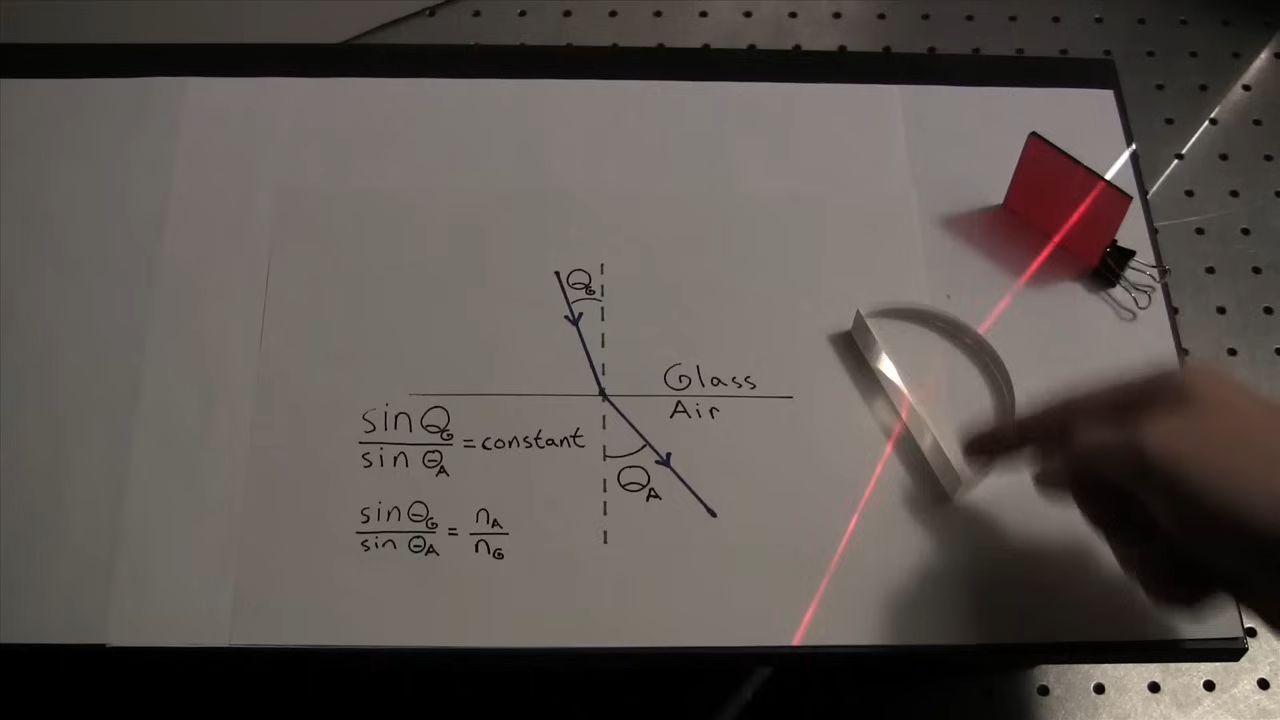 Θ_G
Glass
Air
sin Θ_G / sin Θ_A = constant
Θ_A
sin Θ_G / sin Θ_A = n_A / n_G